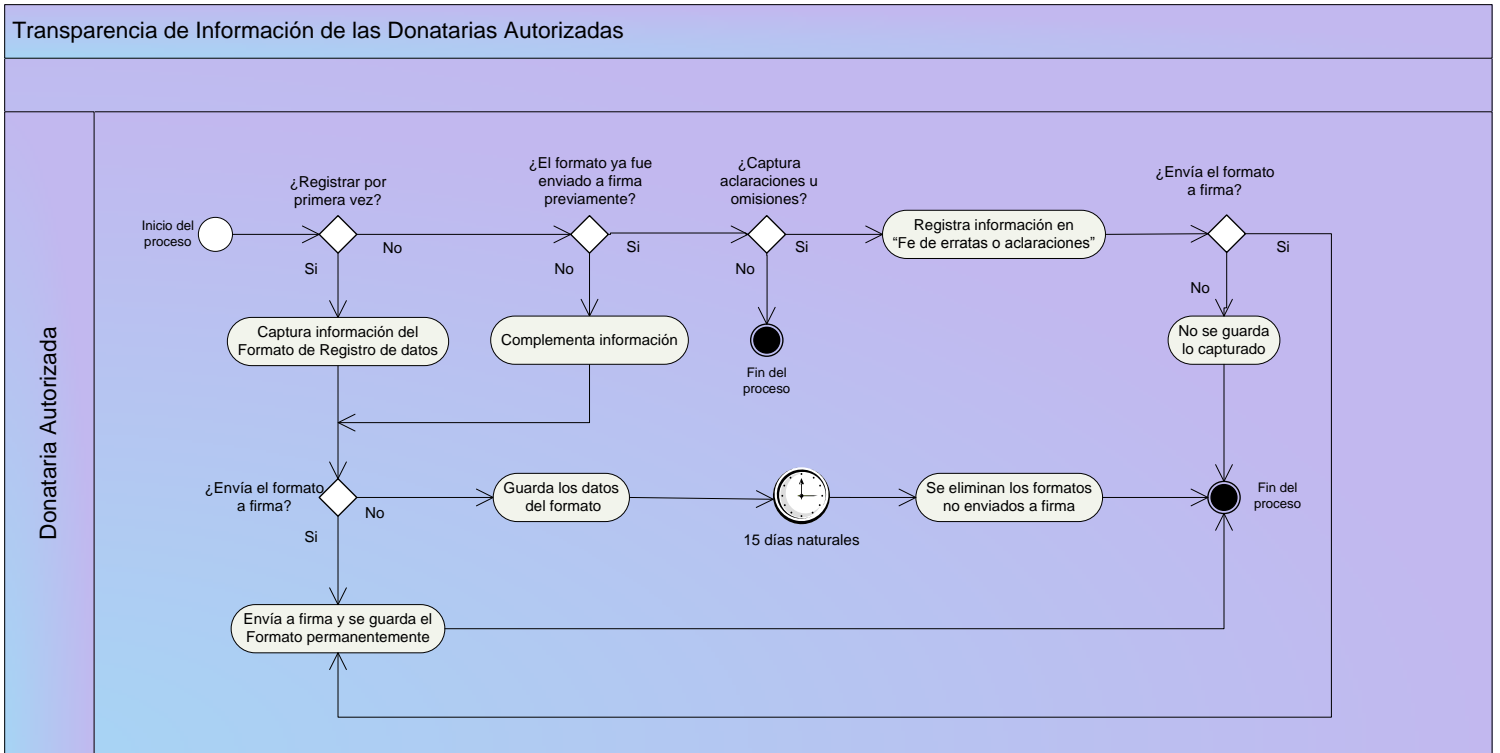 Transparencia de Información de las Donatarias Autorizadas
Donataria Autorizada
Inicio del
proceso
¿Registrar por
primera vez?
No
Si
¿El formato ya fue
enviado a firma
previamente?
Si
No
¿Captura
aclaraciones u
omisiones?
Si
No
Registra información en
“Fe de erratas o aclaraciones”
¿Envía el formato
a firma?
Si
No
Captura información del
Formato de Registro de datos
Complementa información
Fin del
proceso
No se guarda
lo capturado
¿Envía el formato
a firma?
No
Si
Guarda los datos
del formato
15 días naturales
Se eliminan los formatos
no enviados a firma
Fin del
proceso
Envía a firma y se guarda el
Formato permanentemente